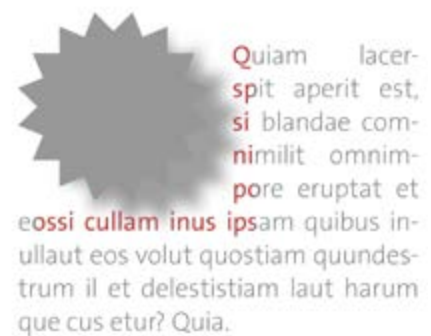 Quiam lacer-
spit aperit est,
si blandae com-
nimilit omnim-
pore eruptat et
eossi cullam inus ipsam quibus in-
ullaut eos volut quostiam quundes-
trum il et delestistiam laut harum
que cus etur? Quia.